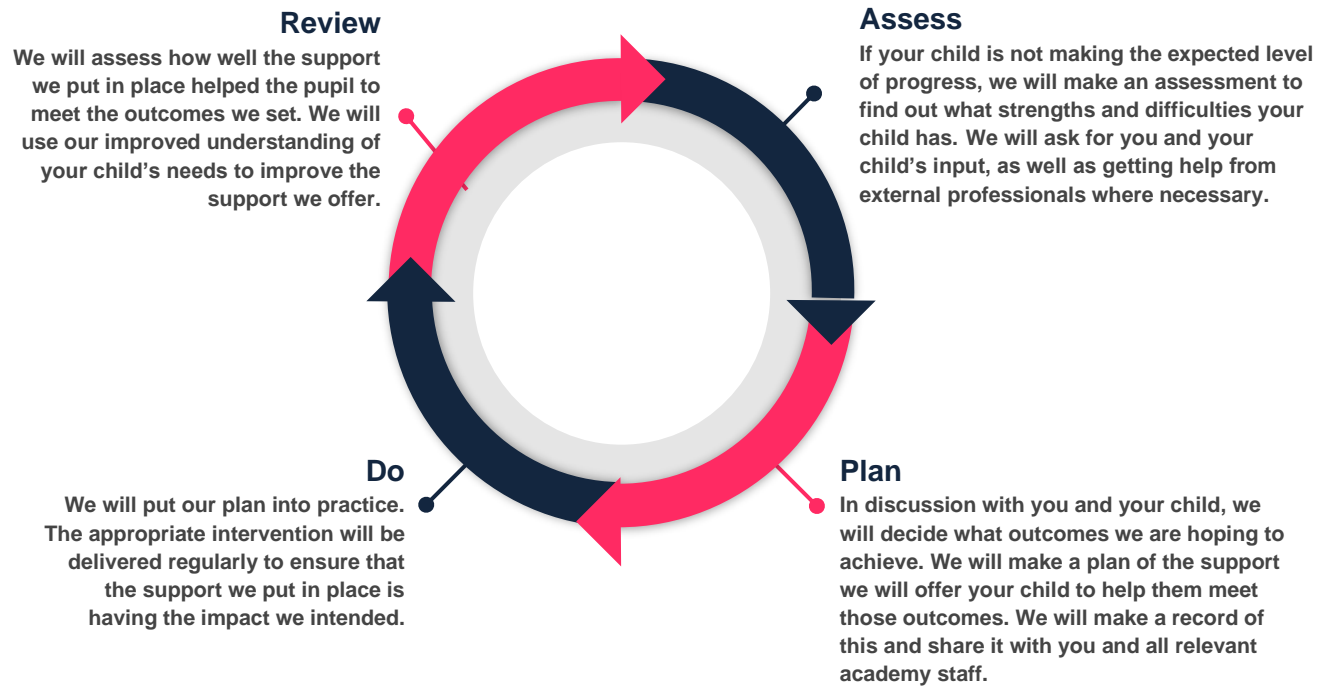 Review
We will assess how well the support
we put in place helped the pupil to
meet the outcomes we set. We will
use our improved understanding of
your child’s needs to improve the
support we offer.
Assess
If your child is not making the expected level
of progress, we will make an assessment to
find out what strengths and difficulties your
child has. We will ask for you and your
child’s input, as well as getting help from
external professionals where necessary.
Do
We will put our plan into practice.
The appropriate intervention will be
delivered regularly to ensure that
the support we put in place is
having the impact we intended.
Plan
In discussion with you and your child, we
will decide what outcomes we are hoping to
achieve. We will make a plan of the support
we will offer your child to help them meet
those outcomes. We will make a record of
this and share it with you and all relevant
academy staff.